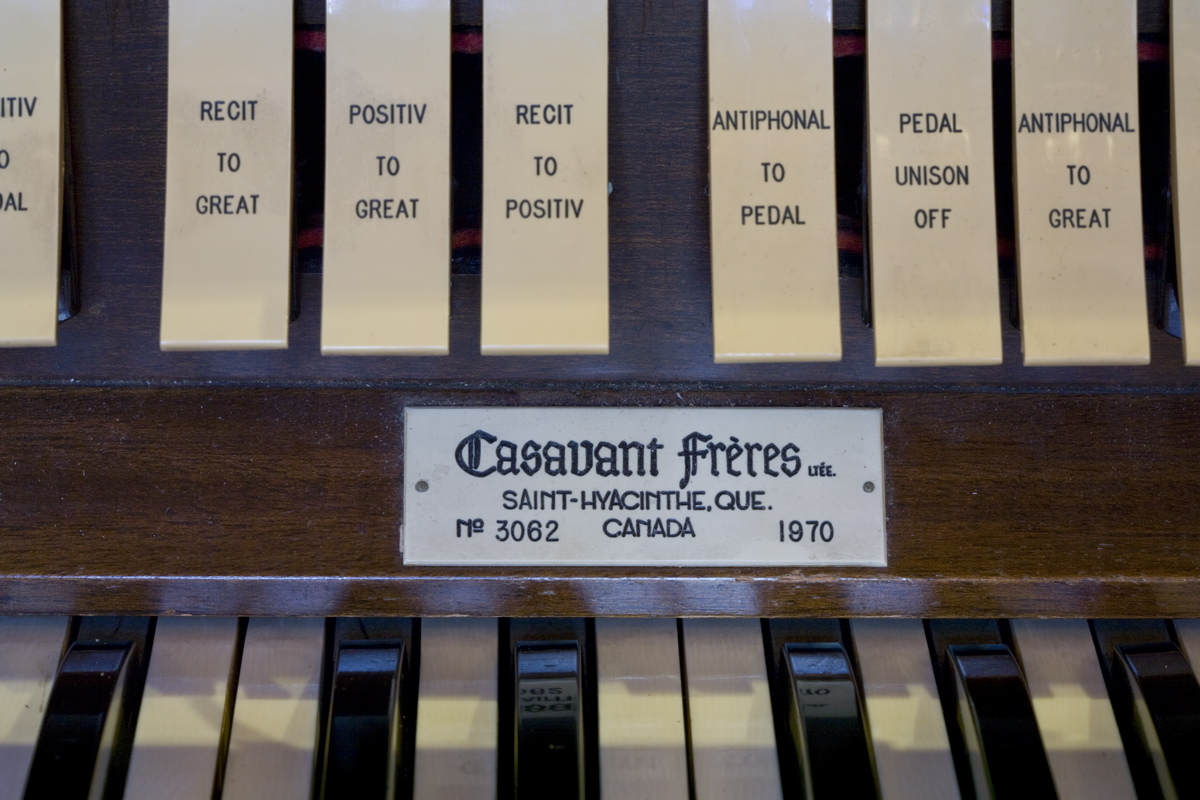 RECIT
TO
GREAT
POSITIV
TO
GREAT
RECIT
TO
POSITIV
ANTIPHONAL
TO
PEDAL
PEDAL
UNISON
OFF
ANTIPHONAL
TO
GREAT
Casavant Frères LTÉE.
SAINT-HYACINTHE, QUE.
Nº 3062 CANADA 1970